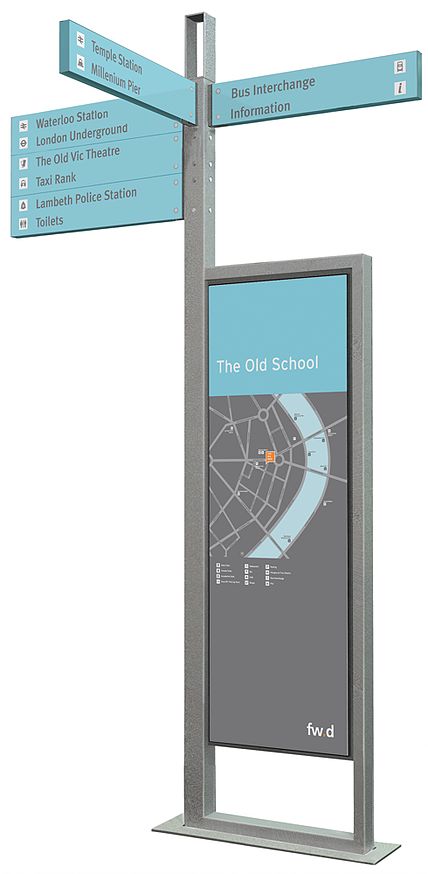 Temple Station
Millenium Pier
Bus Interchange
Information
i
Waterloo Station
London Underground
The Old Vic Theatre
Taxi Rank
Lambeth Police Station
Toilets
The Old School
fw.d